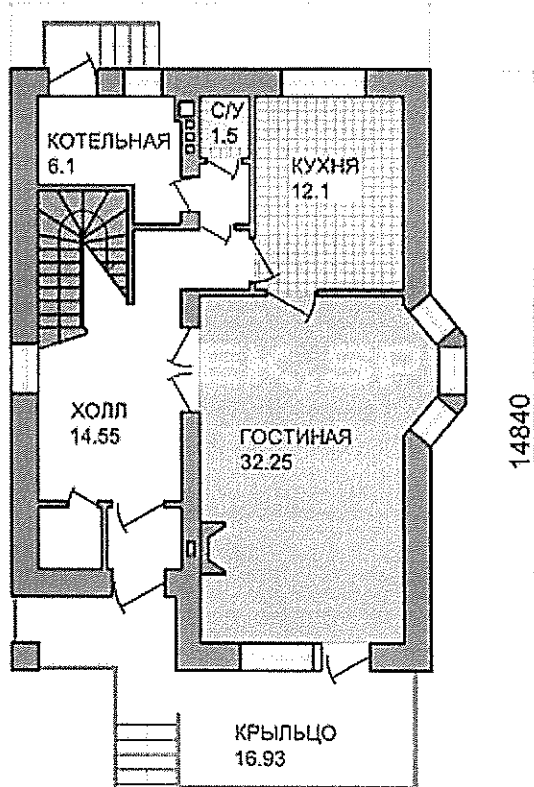 С/У
1.5
КОТЕЛЬНАЯ
6.1
КУХНЯ
12.1
ХОЛЛ
14.55
ГОСТИНАЯ
32.25
14840
КРЫЛЬЦО
16.93